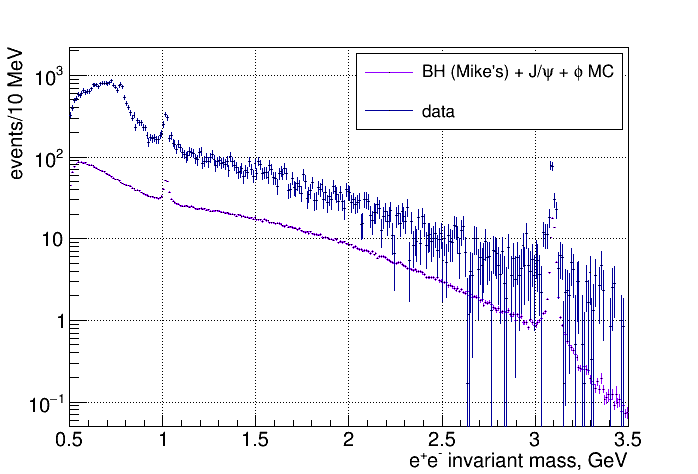 events/10 MeV
10³
10²
10
1
10⁻¹
BH (Mike's) + J/ψ + ϕ MC
data
0.5 1 1.5 2 2.5 3 3.5
e⁺e⁻ invariant mass, GeV